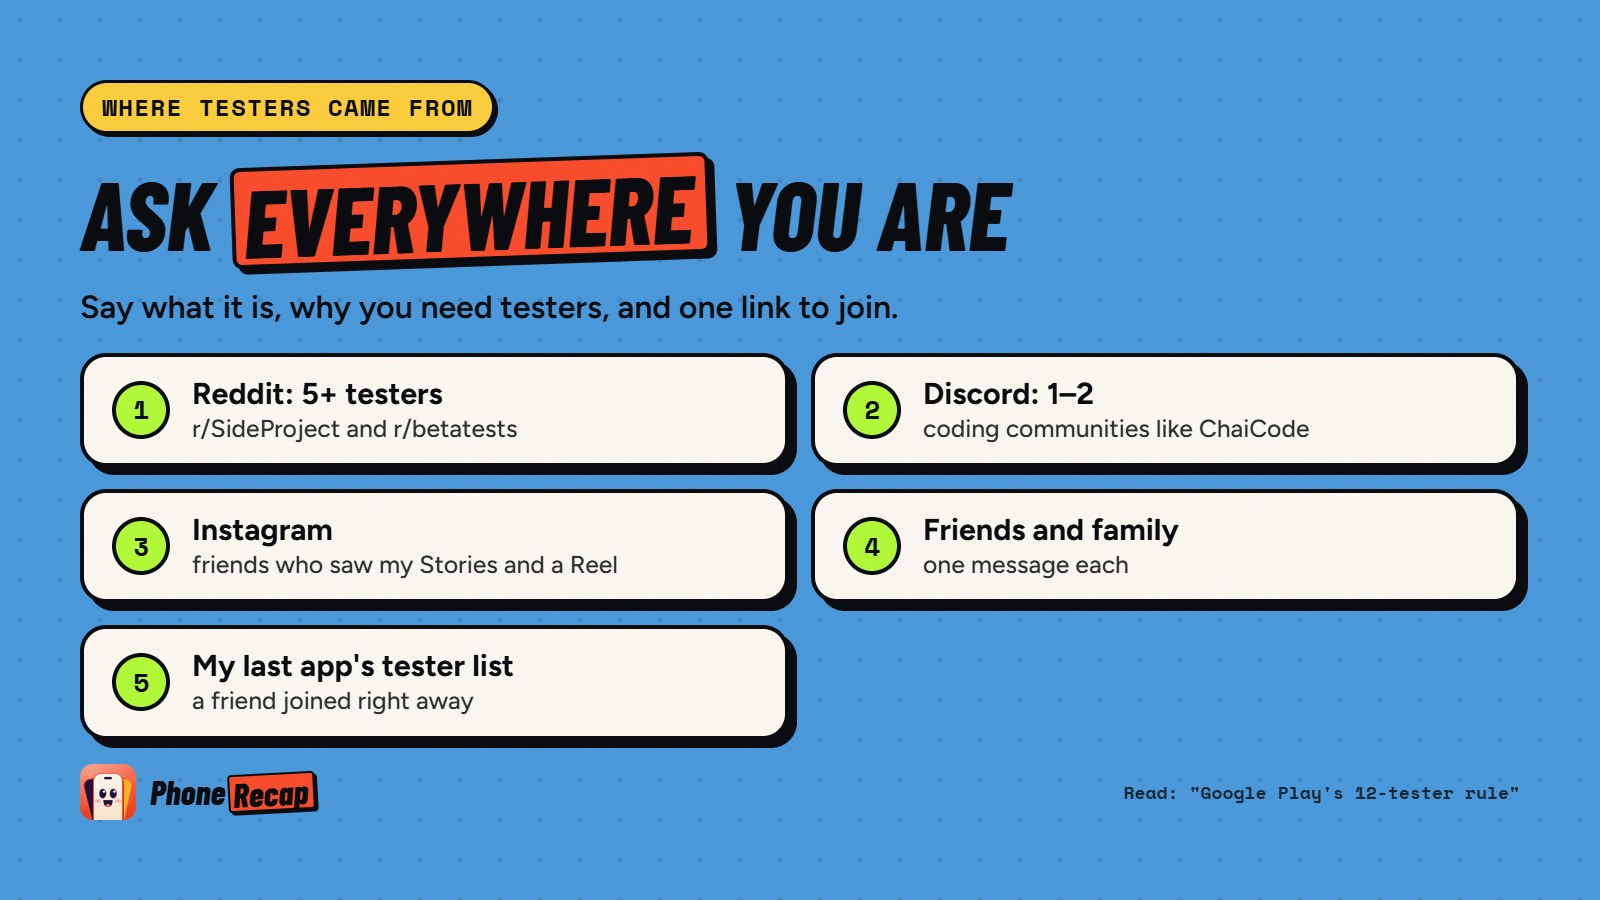 WHERE TESTERS CAME FROM
ASK EVERYWHERE YOU ARE
Say what it is, why you need testers, and one link to join.
1
Reddit: 5+ testers
r/SideProject and r/betatests
2
Discord: 1–2
coding communities like ChaiCode
3
Instagram
friends who saw my Stories and a Reel
4
Friends and family
one message each
5
My last app's tester list
a friend joined right away
Phone Recap
Read: "Google Play's 12-tester rule"